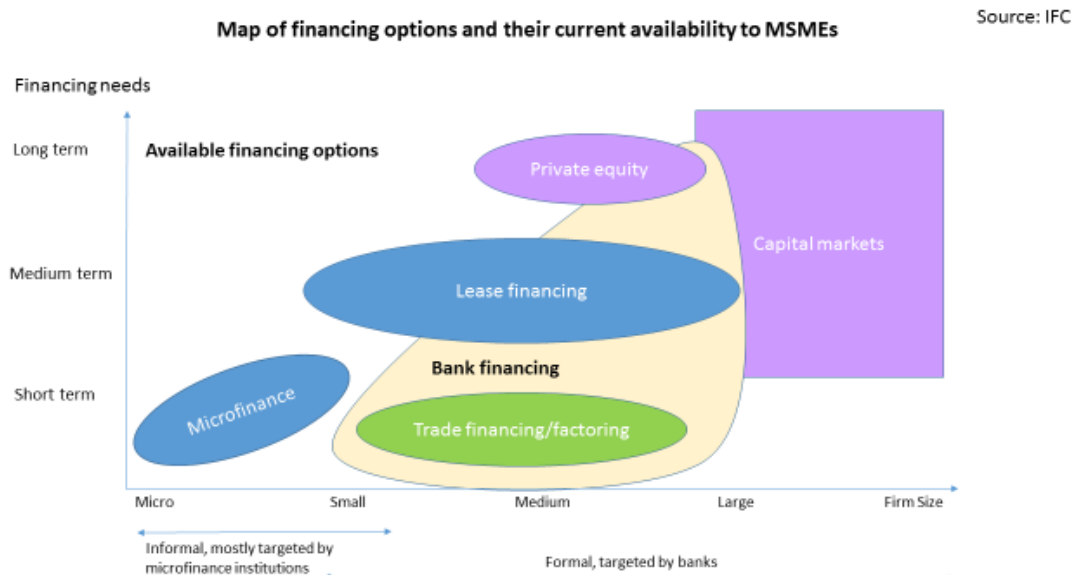 Source: IFC
Map of financing options and their current availability to MSMEs
Financing needs
Long term
Available financing options
Private equity
Capital markets
Medium term
Lease financing
Bank financing
Short term
Microfinance
Trade financing/factoring
Micro
Small
Medium
Large
Firm Size
Informal, mostly targeted by
microfinance institutions
Formal, targeted by banks